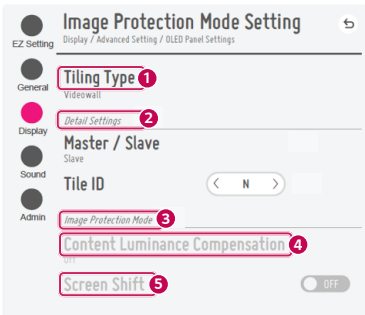 Image Protection Mode Setting
Display / Advanced Setting / OLED Panel Settings
EZ Setting
General
Display
Sound
Admin
Tiling Type 1
Videowall
Detail Settings 2
Master / Slave
Slave
Tile ID
< N >
Image Protection Mode 3
Content Luminance Compensation 4
Off
Screen Shift 5
OFF